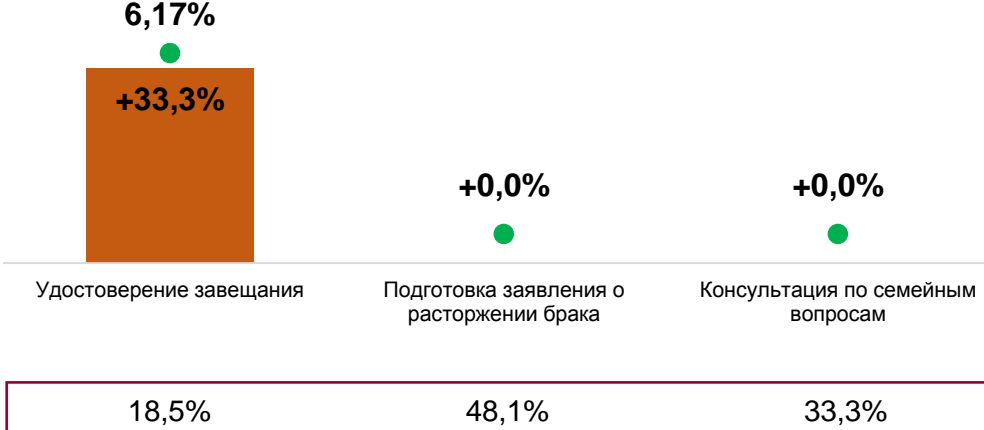 6,17%
+33,3%
+0,0%
+0,0%
Удостоверение завещания
Подготовка заявления о
расторжении брака
Консультация по семейным
вопросам
18,5%
48,1%
33,3%